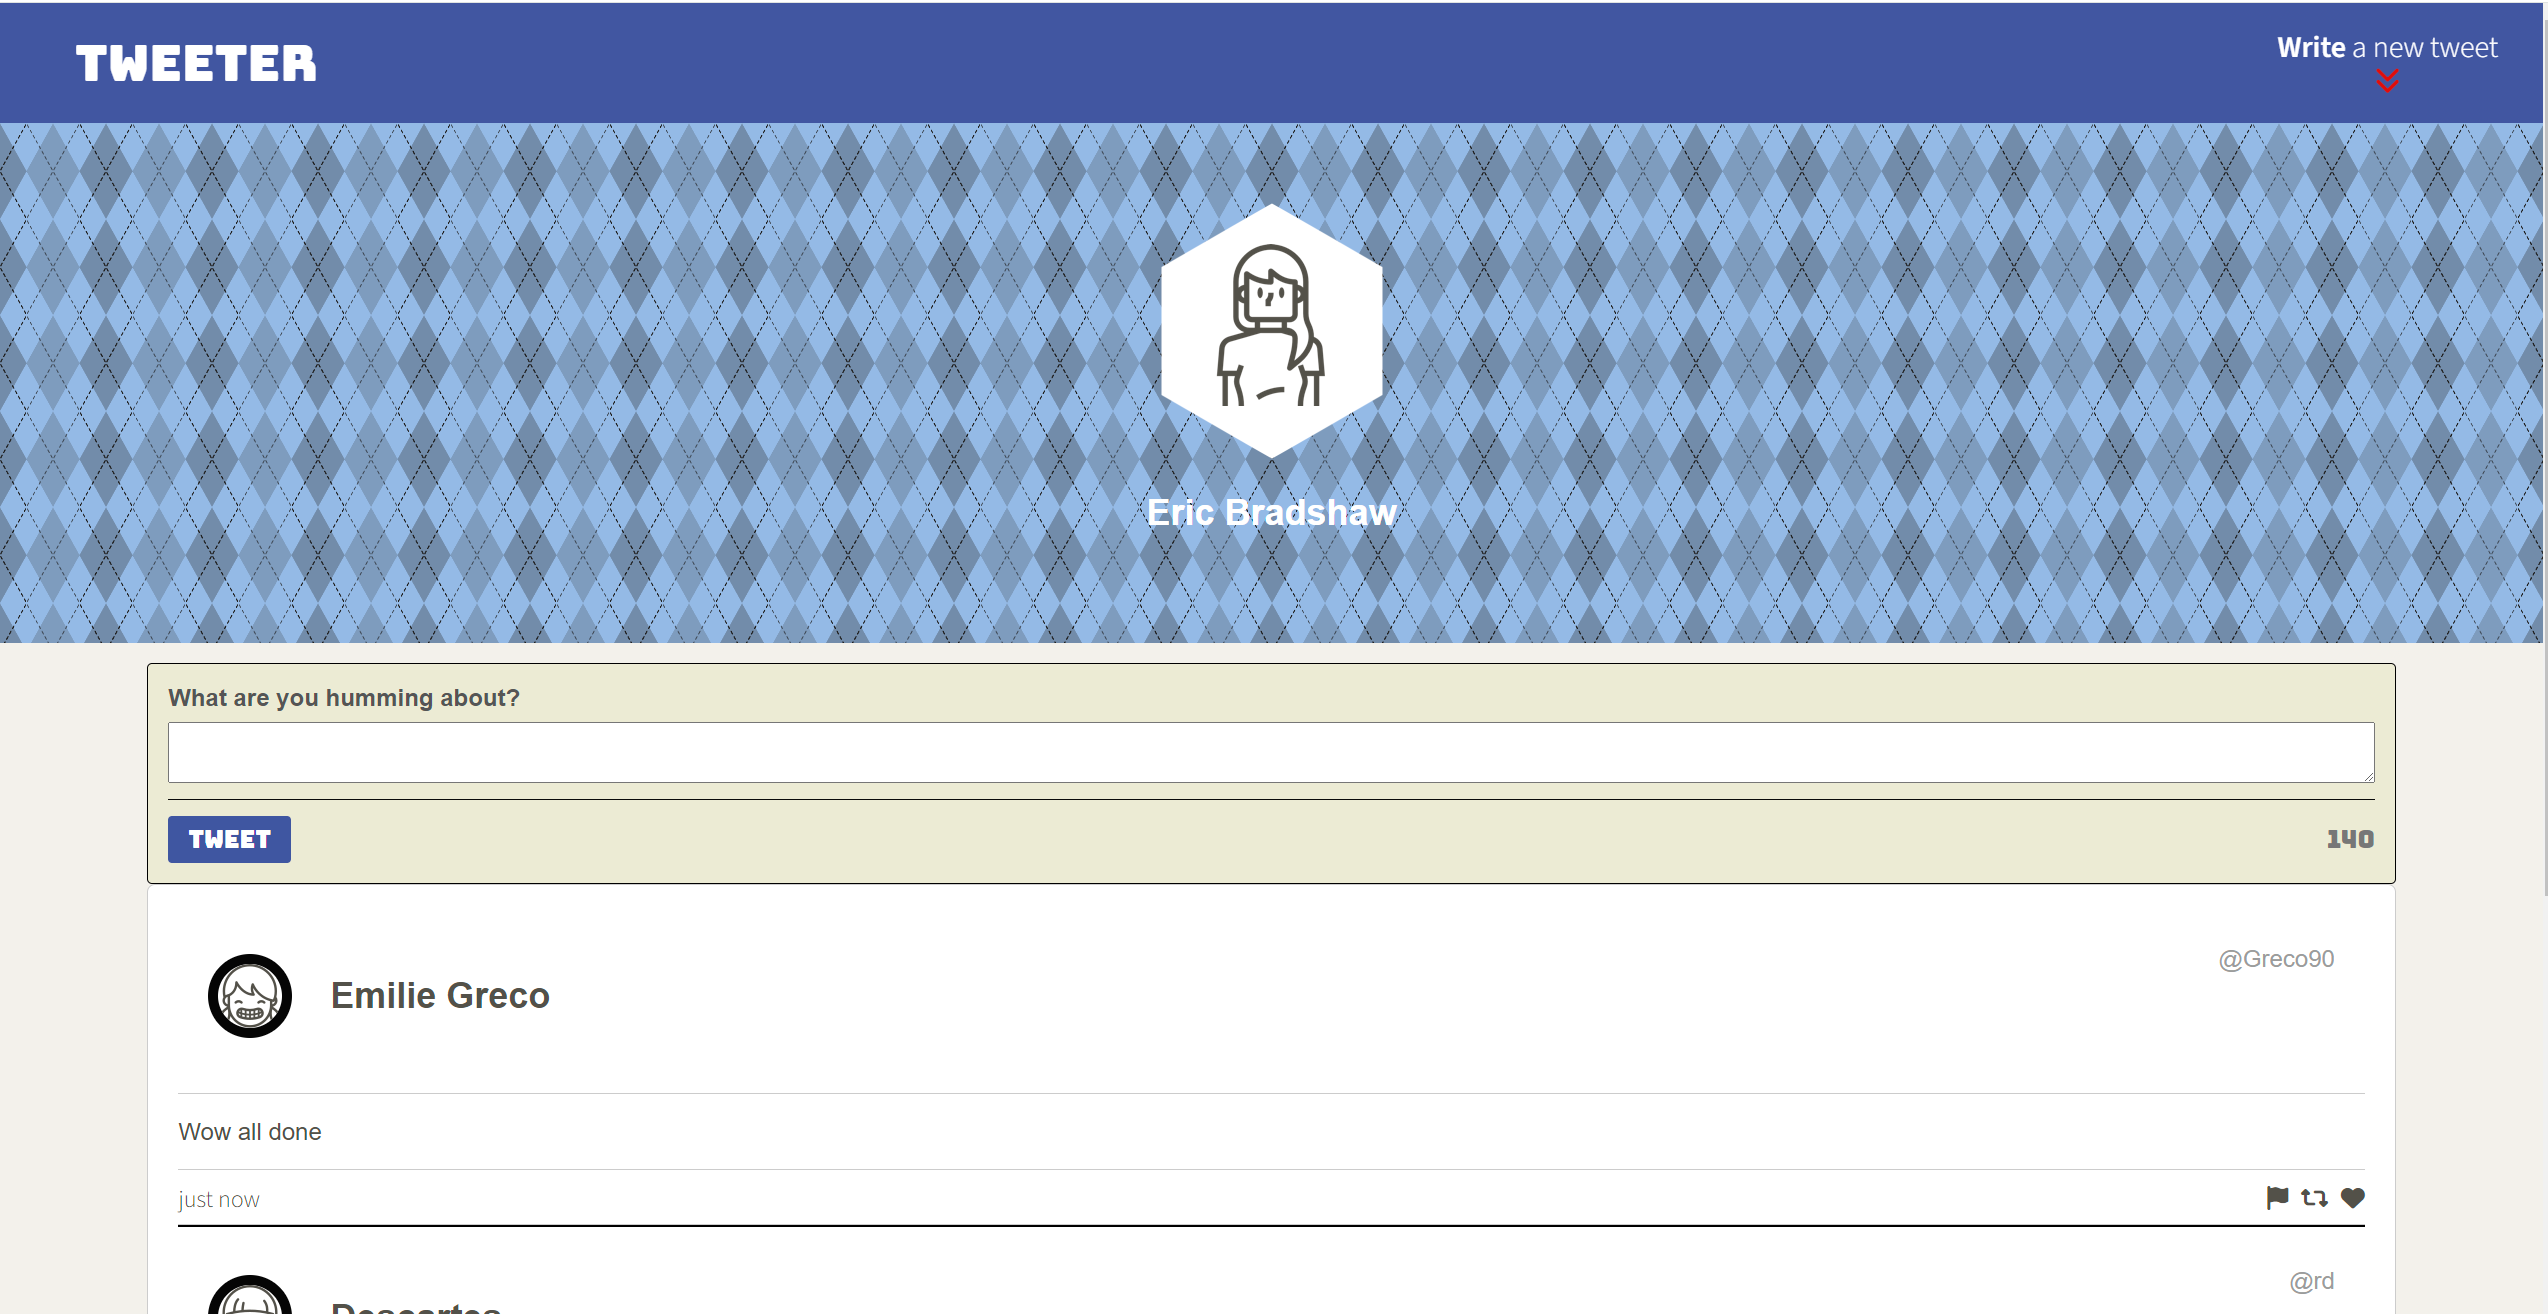 TWEETER
Write a new tweet
Eric Bradshaw
What are you humming about?
TWEET
140
Emilie Greco
@Greco90
Wow all done
just now
Descartes
@rd